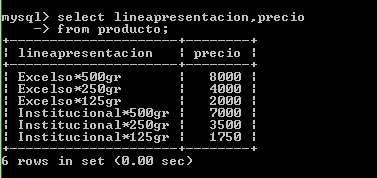 mysql> select lineapresentacion,precio
    -> from producto;
+---------------------+--------+
| lineapresentacion   | precio |
+---------------------+--------+
| Excelso*500gr       |   8000 |
| Excelso*250gr       |   4000 |
| Excelso*125gr       |   2000 |
| Institucional*500gr |   7000 |
| Institucional*250gr |   3500 |
| Institucional*125gr |   1750 |
+---------------------+--------+
6 rows in set (0.00 sec)